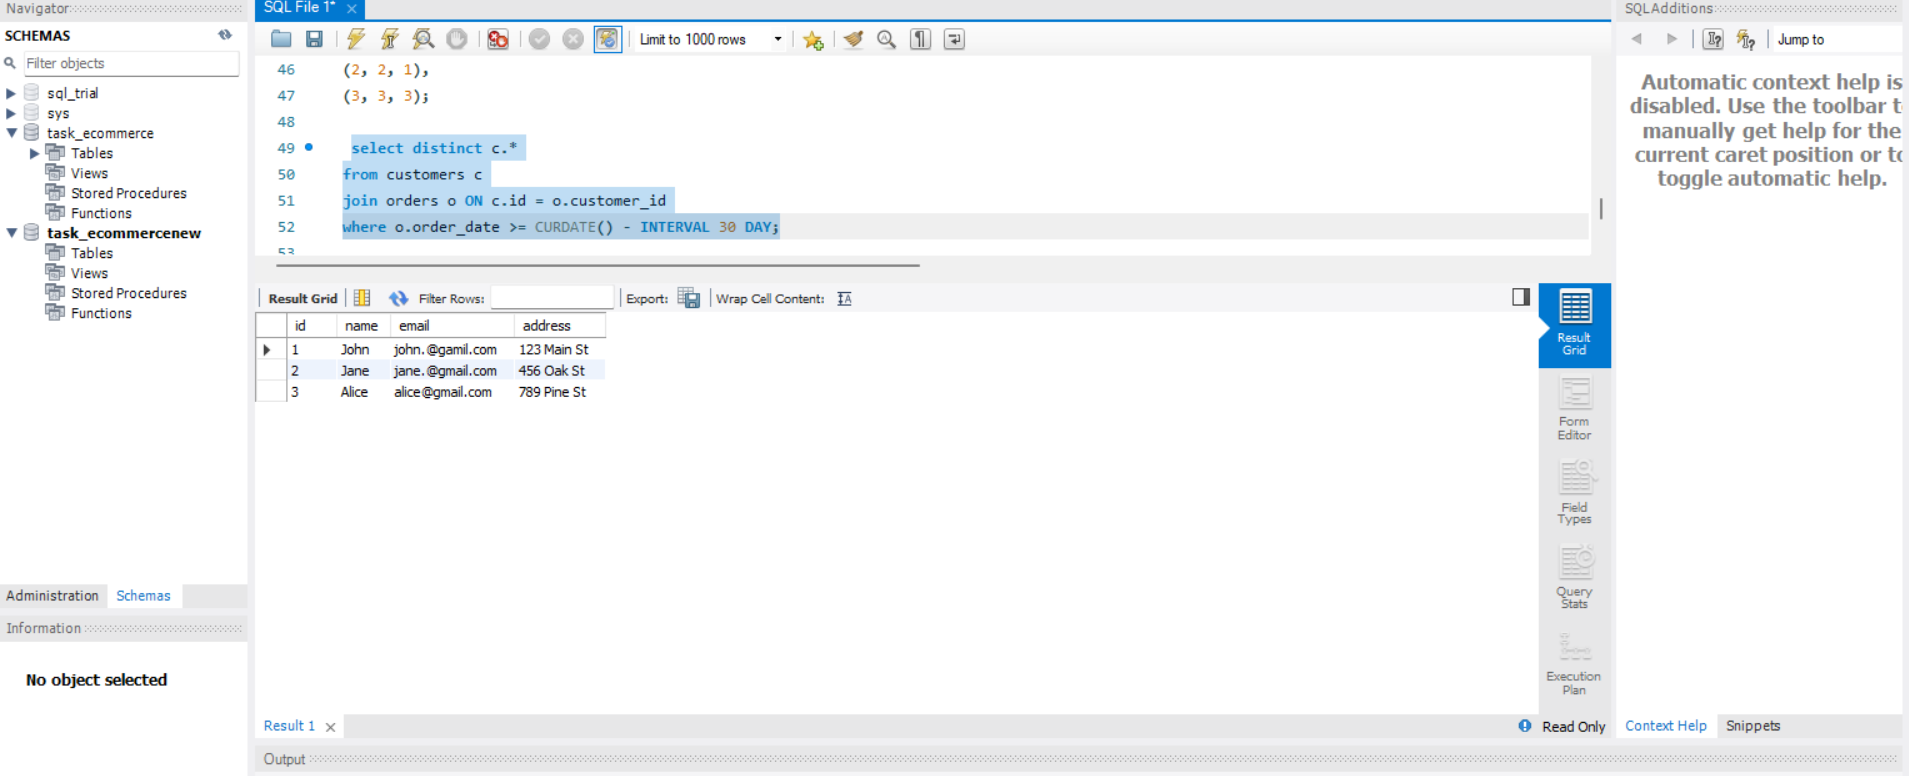 Navigator
SCHEMAS
Filter objects
sql_trial
sys
task_ecommerce
Tables
Views
Stored Procedures
Functions
task_ecommercenew
Tables
Views
Stored Procedures
Functions
Administration Schemas
Information
No object selected
SQL File 1*
Limit to 1000 rows
46 (2, 2, 1),
47 (3, 3, 3);
48
49 select distinct c.*
50 from customers c
51 join orders o ON c.id = o.customer_id
52 where o.order_date >= CURDATE() - INTERVAL 30 DAY;
53
Result Grid Filter Rows: Export: Wrap Cell Content:
id name email address
1 John john.@gamil.com 123 Main St
2 Jane jane.@gmail.com 456 Oak St
3 Alice alice@gmail.com 789 Pine St
Result
Grid
Form
Editor
Field
Types
Query
Stats
Execution
Plan
Result 1
Read Only
Output
SQLAdditions
Jump to
Automatic context help is
disabled. Use the toolbar t
manually get help for the
current caret position or to
toggle automatic help.
Context Help Snippets